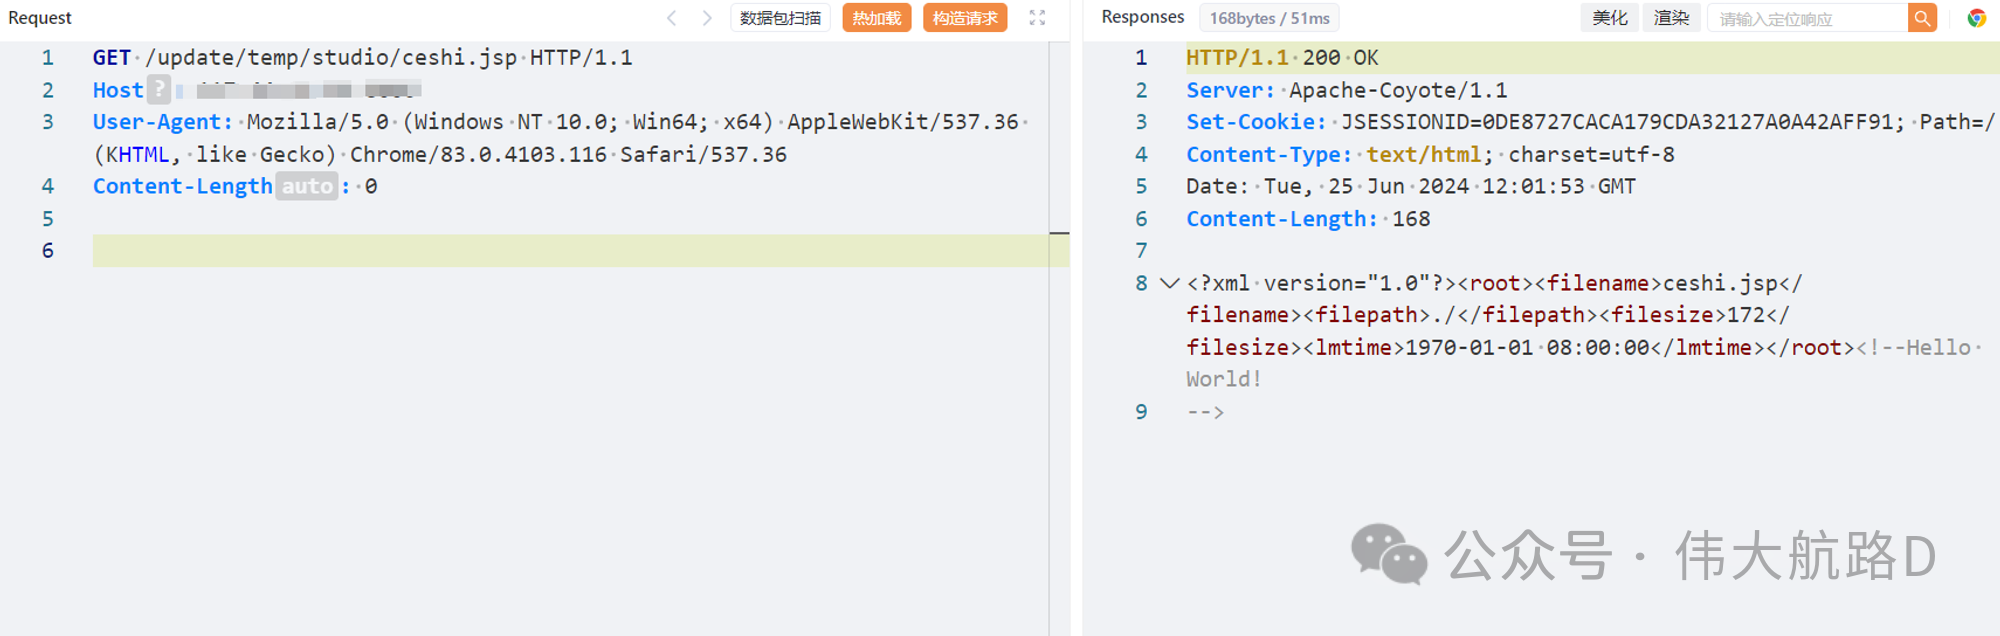 Request
数据包扫描
热加载
构造请求
1 GET /update/temp/studio/ceshi.jsp HTTP/1.1
2 Host ?
3 User-Agent: Mozilla/5.0 (Windows NT 10.0; Win64; x64) AppleWebKit/537.36
(KHTML, like Gecko) Chrome/83.0.4103.116 Safari/537.36
4 Content-Length auto : 0
5
6
Responses
168bytes / 51ms
美化
渲染
请输入定位响应
1 HTTP/1.1 200 OK
2 Server: Apache-Coyote/1.1
3 Set-Cookie: JSESSIONID=0DE8727CACA179CDA32127A0A42AFF91; Path=/
4 Content-Type: text/html; charset=utf-8
5 Date: Tue, 25 Jun 2024 12:01:53 GMT
6 Content-Length: 168
7
8 <?xml version="1.0"?><root><filename>ceshi.jsp</
filename><filepath>./</filepath><filesize>172</
filesize><lmtime>1970-01-01 08:00:00</lmtime></root><!--Hello
World!
9 -->
公众号 · 伟大航路D